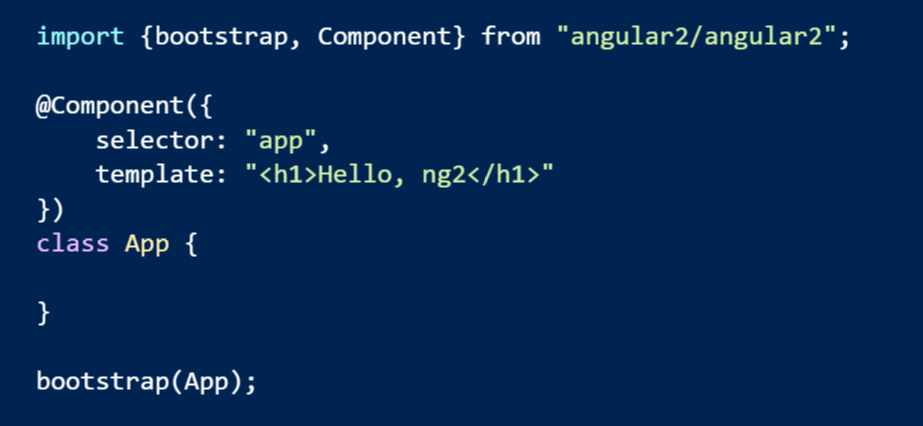 import {bootstrap, Component} from "angular2/angular2";
@Component({
    selector: "app",
    template: "<h1>Hello, ng2</h1>"
})
class App {
}
bootstrap(App);